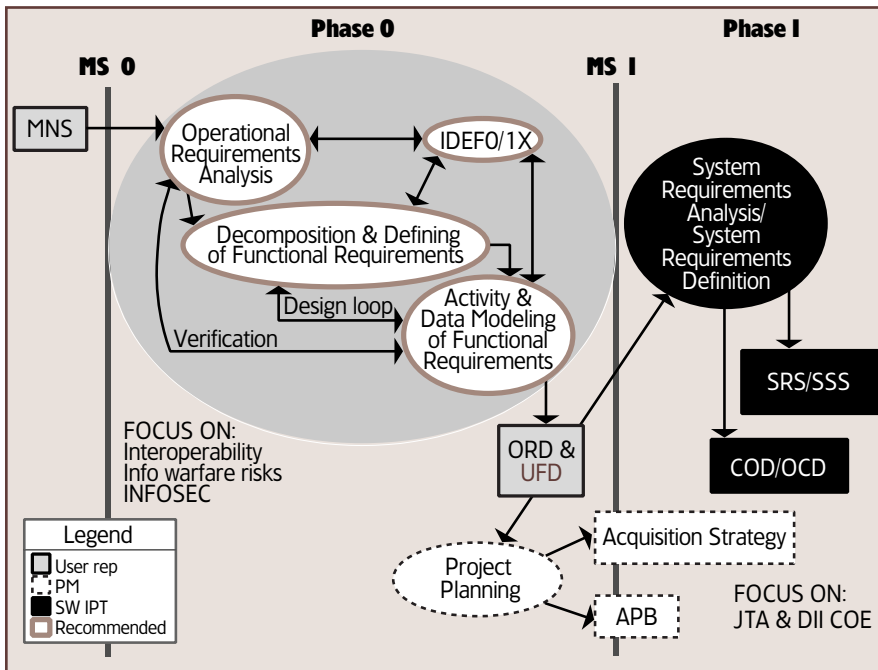 Phase 0
Phase I
MS 0
MS I
MNS
Operational
Requirements
Analysis
IDEF0/1X
Decomposition & Defining
of Functional Requirements
Design loop
Activity &
Data Modeling
of Functional
Requirements
Verification
System
Requirements
Analysis/
System
Requirements
Definition
SRS/SSS
COD/OCD
FOCUS ON:
Interoperability
Info warfare risks
INFOSEC
ORD &
UFD
Legend
User rep
PM
SW IPT
Recommended
Project
Planning
Acquisition Strategy
APB
FOCUS ON:
JTA & DII COE